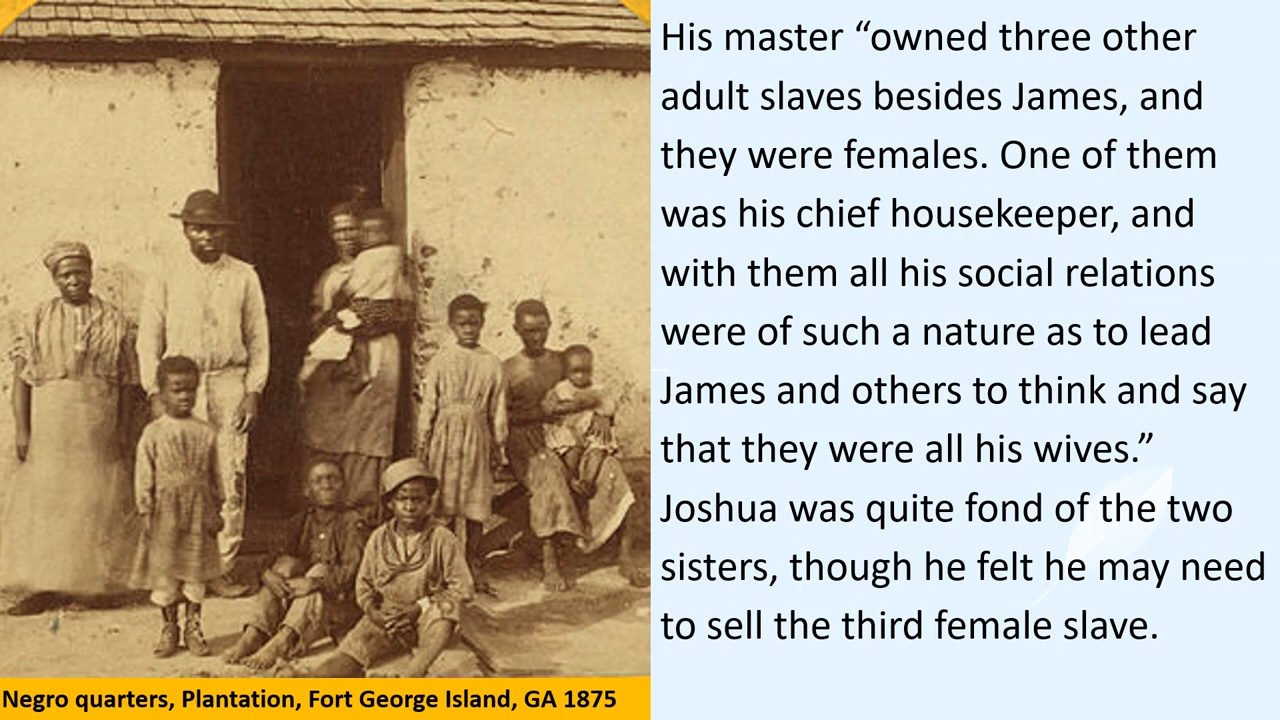 His master “owned three other
adult slaves besides James, and
they were females. One of them
was his chief housekeeper, and
with them all his social relations
were of such a nature as to lead
James and others to think and say
that they were all his wives.”
Joshua was quite fond of the two
sisters, though he felt he may need
to sell the third female slave.
Negro quarters, Plantation, Fort George Island, GA 1875